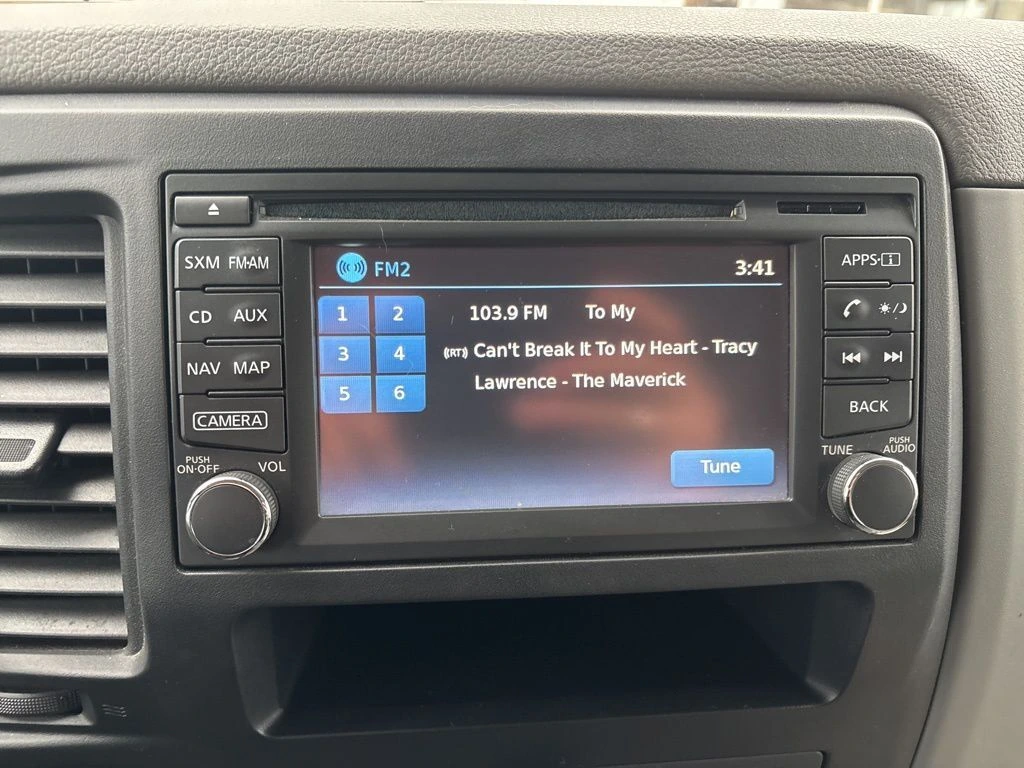 SXM FM·AM
CD AUX
NAV MAP
CAMERA
PUSH
ON·OFF VOL
FM2 3:41
1 2 103.9 FM To My
3 4 (RT) Can't Break It To My Heart - Tracy
Lawrence - The Maverick
5 6
Tune
APPS·i
BACK
TUNE PUSH
AUDIO